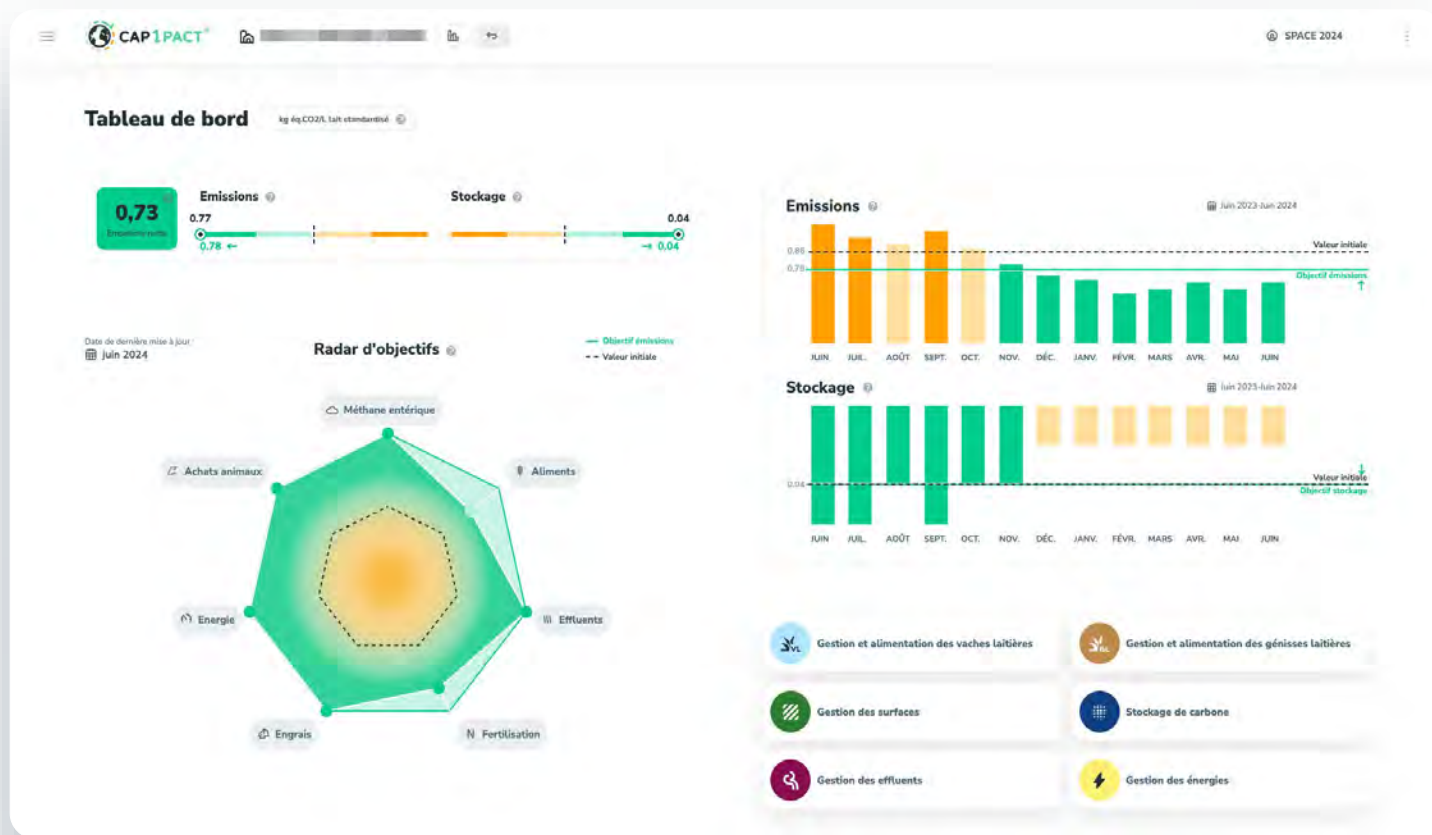 CAP1PACT®
SPACE 2024
Tableau de bord
kg éq.CO2/L lait standardisé
0,73
Emissions nettes
Emissions
0.77
0.78 ←
Stockage
0.04
→ 0.04
Date de dernière mise à jour :
Juin 2024
Radar d'objectifs
Objectif émissions
Valeur initiale
Méthane entérique
Achats animaux
Aliments
Energie
Effluents
Engrais
N Fertilisation
Emissions
Juin 2023-Juin 2024
Valeur initiale
0.78
Objectif émissions
JUIN JUIL. AOÛT SEPT. OCT. NOV. DÉC. JANV. FÉVR. MARS AVR. MAI JUIN
Stockage
Juin 2023-Juin 2024
0.04
Valeur initiale
Objectif stockage
JUIN JUIL. AOÛT SEPT. OCT. NOV. DÉC. JANV. FÉVR. MARS AVR. MAI JUIN
VL Gestion et alimentation des vaches laitières
GL Gestion et alimentation des génisses laitières
Gestion des surfaces
Stockage de carbone
Gestion des effluents
Gestion des énergies